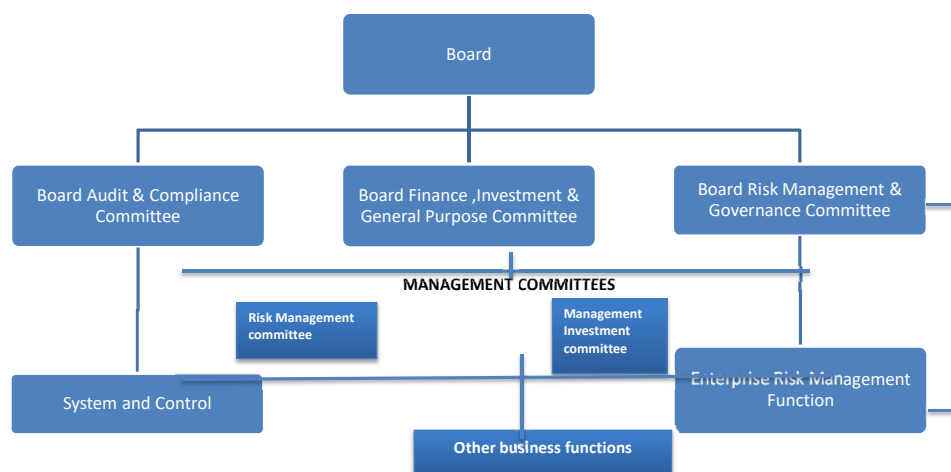 Board
Board Audit & Compliance
Committee
Board Finance ,Investment &
General Purpose Committee
Board Risk Management &
Governance Committee
MANAGEMENT COMMITTEES
Risk Management
committee
Management
Investment
committee
System and Control
Enterprise Risk Management
Function
Other business functions